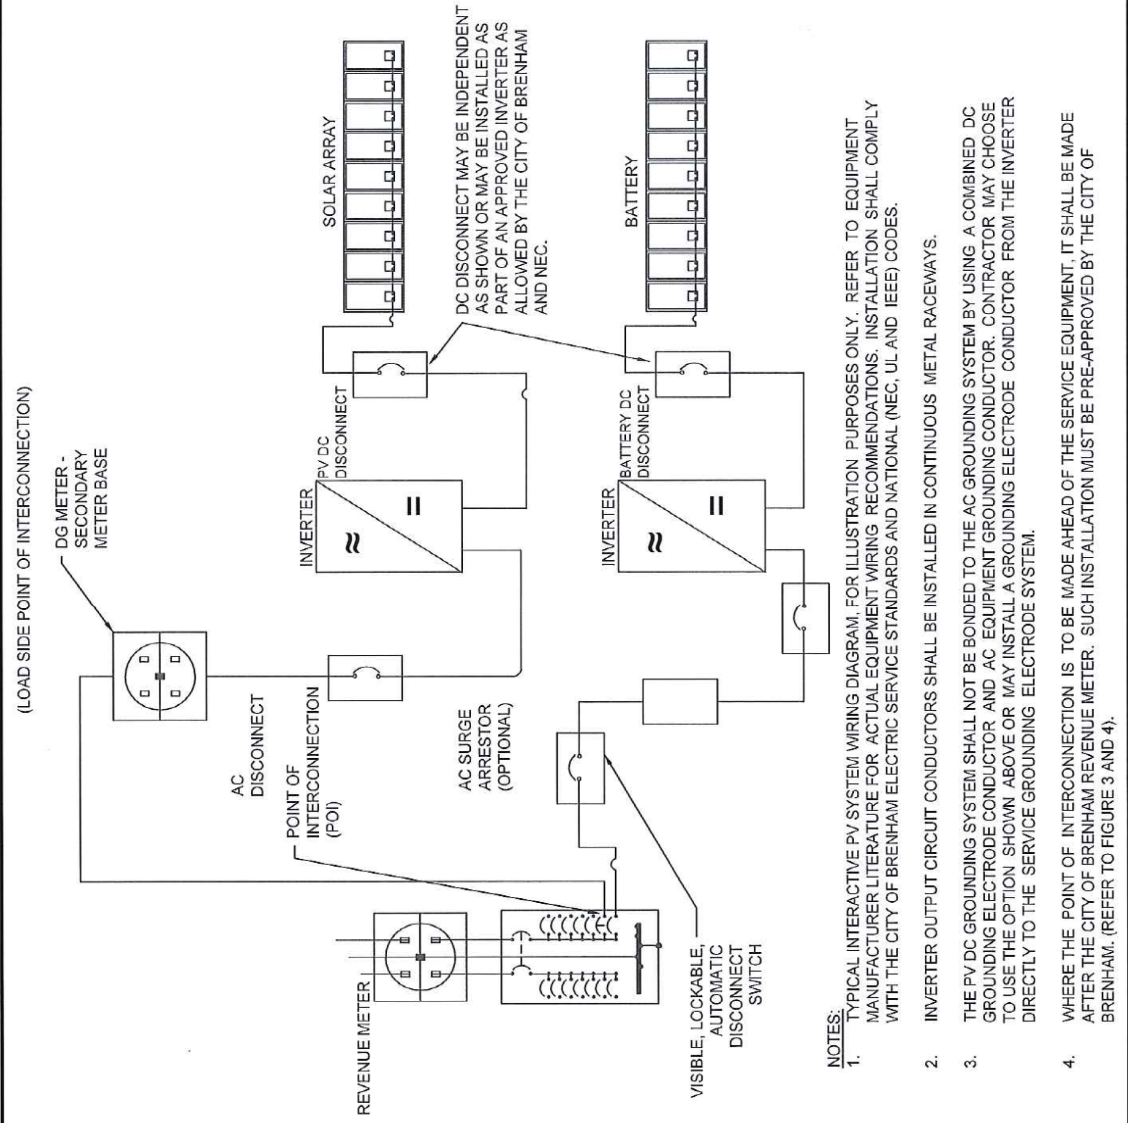 (LOAD SIDE POINT OF INTERCONNECTION)
DG METER -
SECONDARY
METER BASE
SOLAR ARRAY
DC DISCONNECT MAY BE INDEPENDENT
AS SHOWN OR MAY BE INSTALLED AS
PART OF AN APPROVED INVERTER AS
ALLOWED BY THE CITY OF BRENHAM
AND NEC.
PV DC
DISCONNECT
INVERTER
AC
DISCONNECT
POINT OF
INTERCONNECTION
(POI)
AC SURGE
ARRESTOR
(OPTIONAL)
BATTERY
BATTERY DC
DISCONNECT
INVERTER
REVENUE METER
VISIBLE, LOCKABLE,
AUTOMATIC
DISCONNECT
SWITCH
NOTES:
1. TYPICAL INTERACTIVE PV SYSTEM WIRING DIAGRAM, FOR ILLUSTRATION PURPOSES ONLY. REFER TO EQUIPMENT
MANUFACTURER LITERATURE FOR ACTUAL EQUIPMENT WIRING RECOMMENDATIONS. INSTALLATION SHALL COMPLY
WITH THE CITY OF BRENHAM ELECTRIC SERVICE STANDARDS AND NATIONAL (NEC, UL AND IEEE) CODES.
2. INVERTER OUTPUT CIRCUIT CONDUCTORS SHALL BE INSTALLED IN CONTINUOUS METAL RACEWAYS.
3. THE PV DC GROUNDING SYSTEM SHALL NOT BE BONDED TO THE AC GROUNDING SYSTEM BY USING A COMBINED DC
GROUNDING ELECTRODE CONDUCTOR AND AC EQUIPMENT GROUNDING CONDUCTOR. CONTRACTOR MAY CHOOSE
TO USE THE OPTION SHOWN ABOVE OR MAY INSTALL A GROUNDING ELECTRODE CONDUCTOR FROM THE INVERTER
DIRECTLY TO THE SERVICE GROUNDING ELECTRODE SYSTEM.
4. WHERE THE POINT OF INTERCONNECTION IS TO BE MADE AHEAD OF THE SERVICE EQUIPMENT, IT SHALL BE MADE
AFTER THE CITY OF BRENHAM REVENUE METER. SUCH INSTALLATION MUST BE PRE-APPROVED BY THE CITY OF
BRENHAM. (REFER TO FIGURE 3 AND 4).